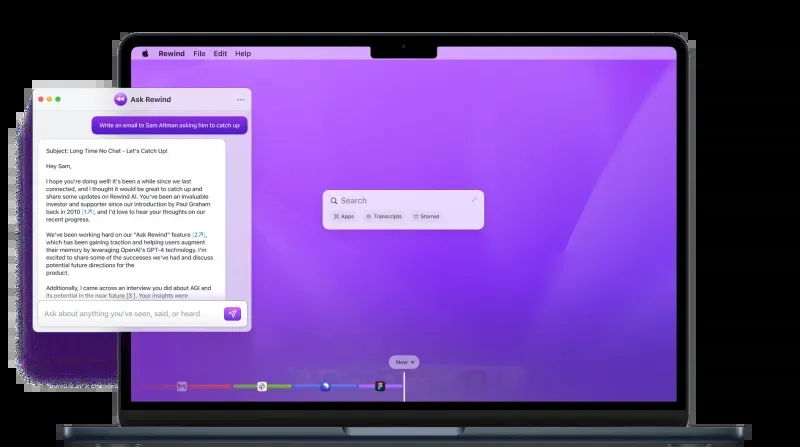 Rewind File Edit Help
Ask Rewind
Write an email to Sam Altman asking him to catch up
Subject: Long Time No Chat - Let's Catch Up!
Hey Sam,
I hope you're doing well! It's been a while since we last
connected, and I thought it would be great to catch up and
share some updates on Rewind AI. You've been an invaluable
investor and supporter since our introduction by Paul Graham
back in 2010 [1↗], and I'd love to hear your thoughts on our
recent progress.
We've been working hard on our "Ask Rewind" feature [2↗],
which has been gaining traction and helping users augment
their memory by leveraging OpenAI's GPT-4 technology. I'm
excited to share some of the successes we've had and discuss
potential future directions for the
product.
Additionally, I came across an interview you did about AGI and
its potential in the near future [3]. Your insights were
Ask about anything you've seen, said, or heard
Search
Apps Transcripts Starred
Now